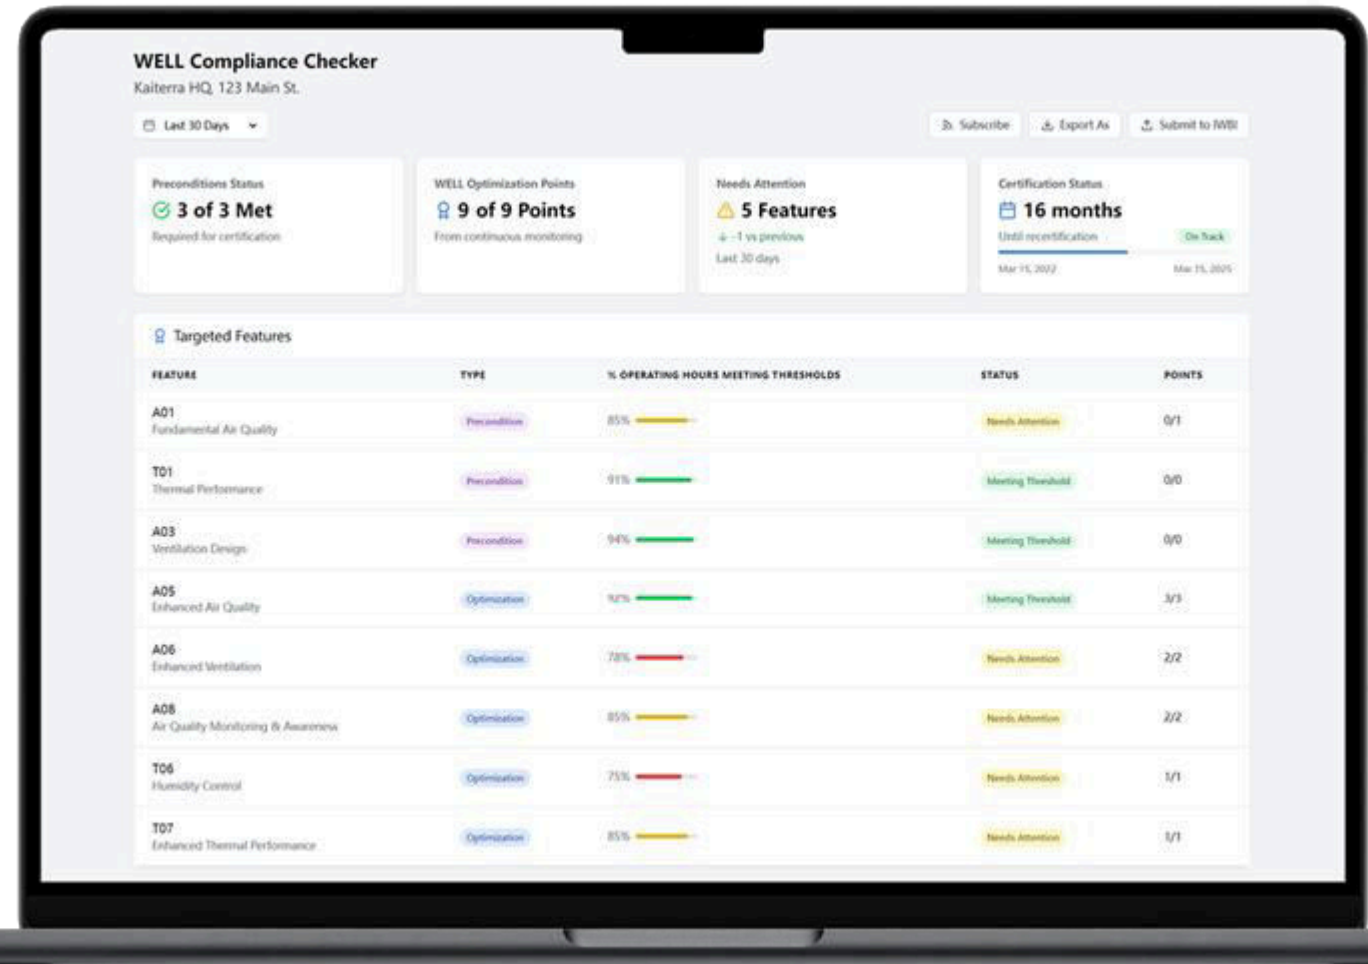 WELL Compliance Checker
Kaiterra HQ, 123 Main St.
Last 30 Days
Subscribe
Export As
Submit to IWBI
Preconditions Status
3 of 3 Met
Required for certification
WELL Optimization Points
9 of 9 Points
From continuous monitoring
Needs Attention
5 Features
↓ -1 vs previous
Last 30 days
Certification Status
16 months
Until recertification
On Track
Mar 15, 2022
Mar 15, 2025
Targeted Features
FEATURE TYPE % OPERATING HOURS MEETING THRESHOLDS STATUS POINTS
A01
Fundamental Air Quality
Precondition 85% Needs Attention 0/1
T01
Thermal Performance
Precondition 91% Meeting Threshold 0/0
A03
Ventilation Design
Precondition 94% Meeting Threshold 0/0
A05
Enhanced Air Quality
Optimization 92% Meeting Threshold 3/3
A06
Enhanced Ventilation
Optimization 78% Needs Attention 2/2
A08
Air Quality Monitoring & Awareness
Optimization 85% Needs Attention 2/2
T06
Humidity Control
Optimization 75% Needs Attention 1/1
T07
Enhanced Thermal Performance
Optimization 85% Needs Attention 1/1